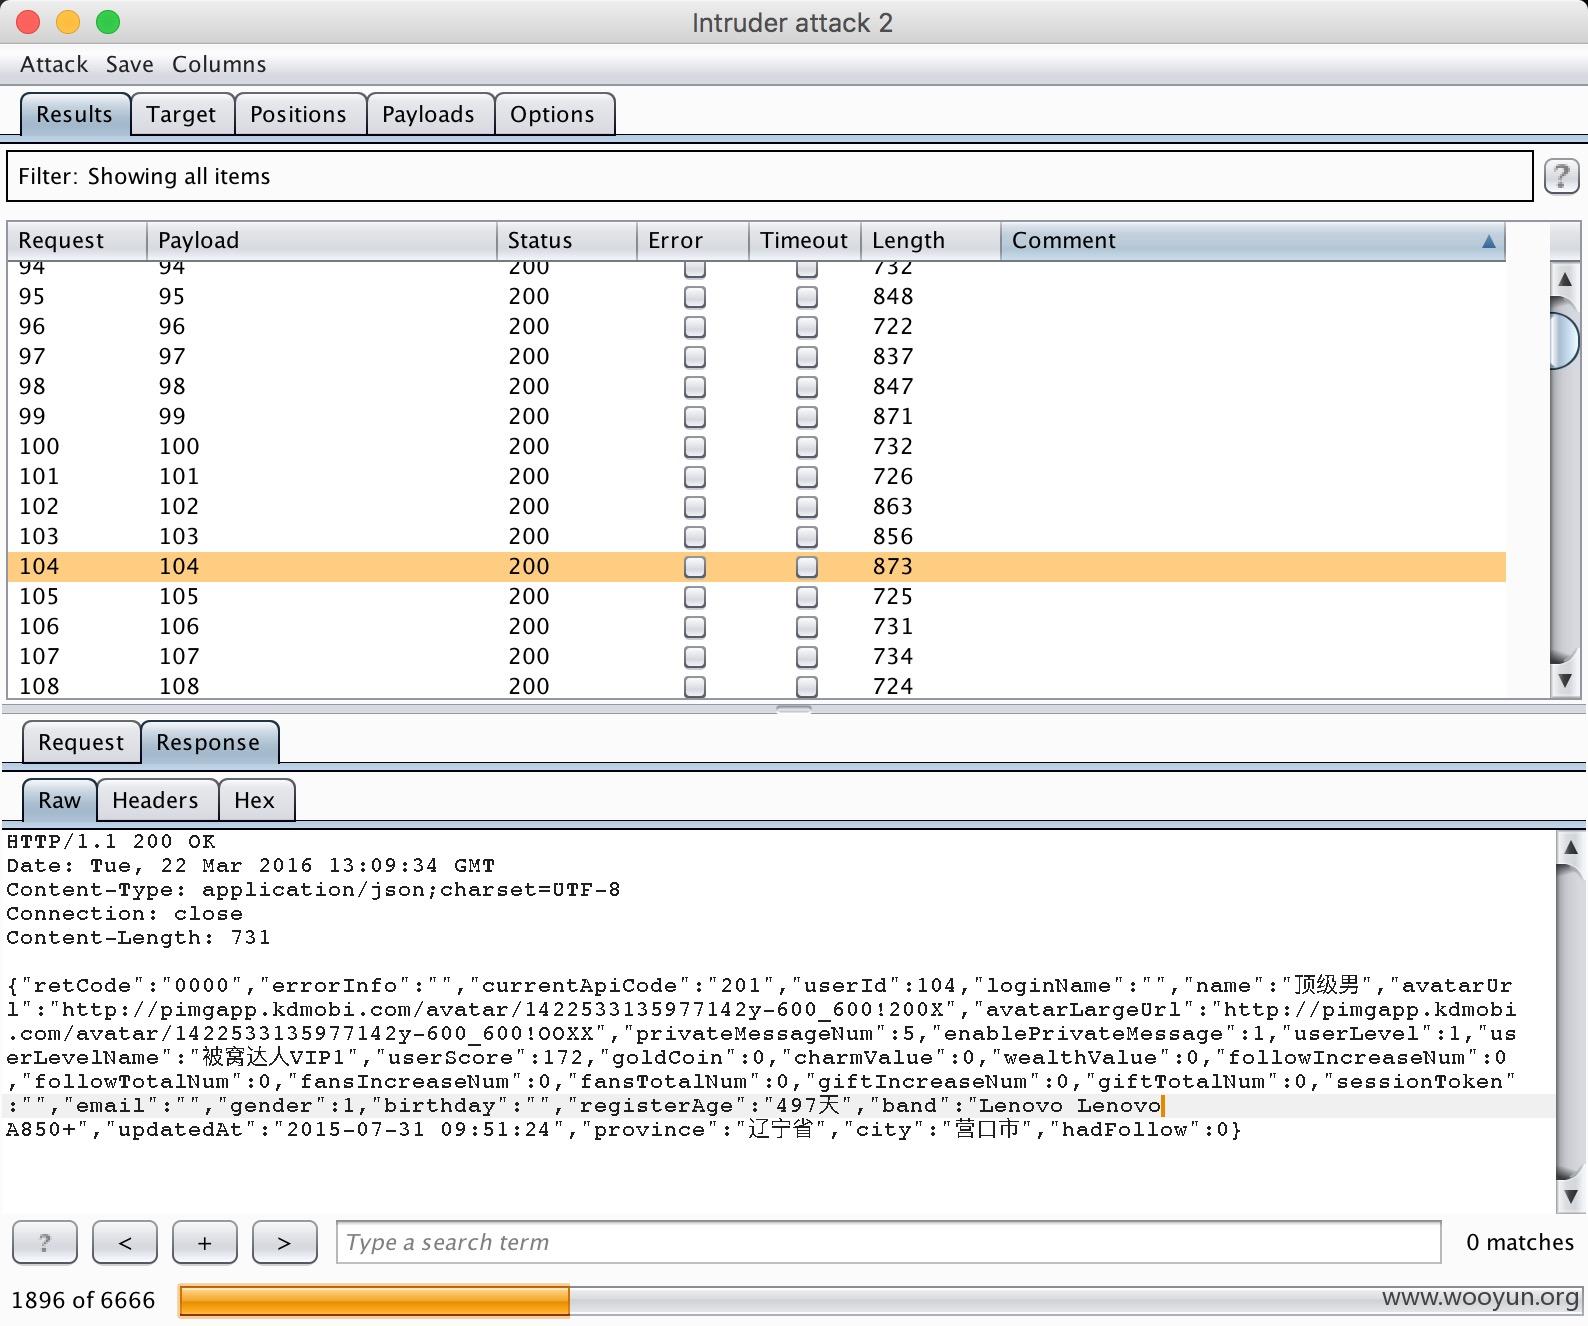 Intruder attack 2
Attack Save Columns
Results Target Positions Payloads Options
Filter: Showing all items ?
Request Payload Status Error Timeout Length Comment
94 94 200 732
95 95 200 848
96 96 200 722
97 97 200 837
98 98 200 847
99 99 200 871
100 100 200 732
101 101 200 726
102 102 200 863
103 103 200 856
104 104 200 873
105 105 200 725
106 106 200 731
107 107 200 734
108 108 200 724
Request Response
Raw Headers Hex
HTTP/1.1 200 OK
Date: Tue, 22 Mar 2016 13:09:34 GMT
Content-Type: application/json;charset=UTF-8
Connection: close
Content-Length: 731
{"retCode":"0000","errorInfo":"","currentApiCode":"201","userId":104,"loginName":"","name":"顶级男","avatarUr
l":"http://pimgapp.kdmobi.com/avatar/1422533135977142y-600_600!200X","avatarLargeUrl":"http://pimgapp.kdmobi
.com/avatar/1422533135977142y-600_600!OOXX","privateMessageNum":5,"enablePrivateMessage":1,"userLevel":1,"us
erLevelName":"被窝达人VIP1","userScore":172,"goldCoin":0,"charmValue":0,"wealthValue":0,"followIncreaseNum":0
,"followTotalNum":0,"fansIncreaseNum":0,"fansTotalNum":0,"giftIncreaseNum":0,"giftTotalNum":0,"sessionToken"
:"","email":"","gender":1,"birthday":"","registerAge":"497天","band":"Lenovo Lenovo
A850+","updatedAt":"2015-07-31 09:51:24","province":"辽宁省","city":"营口市","hadFollow":0}
? < + > Type a search term 0 matches
1896 of 6666
www.wooyun.org